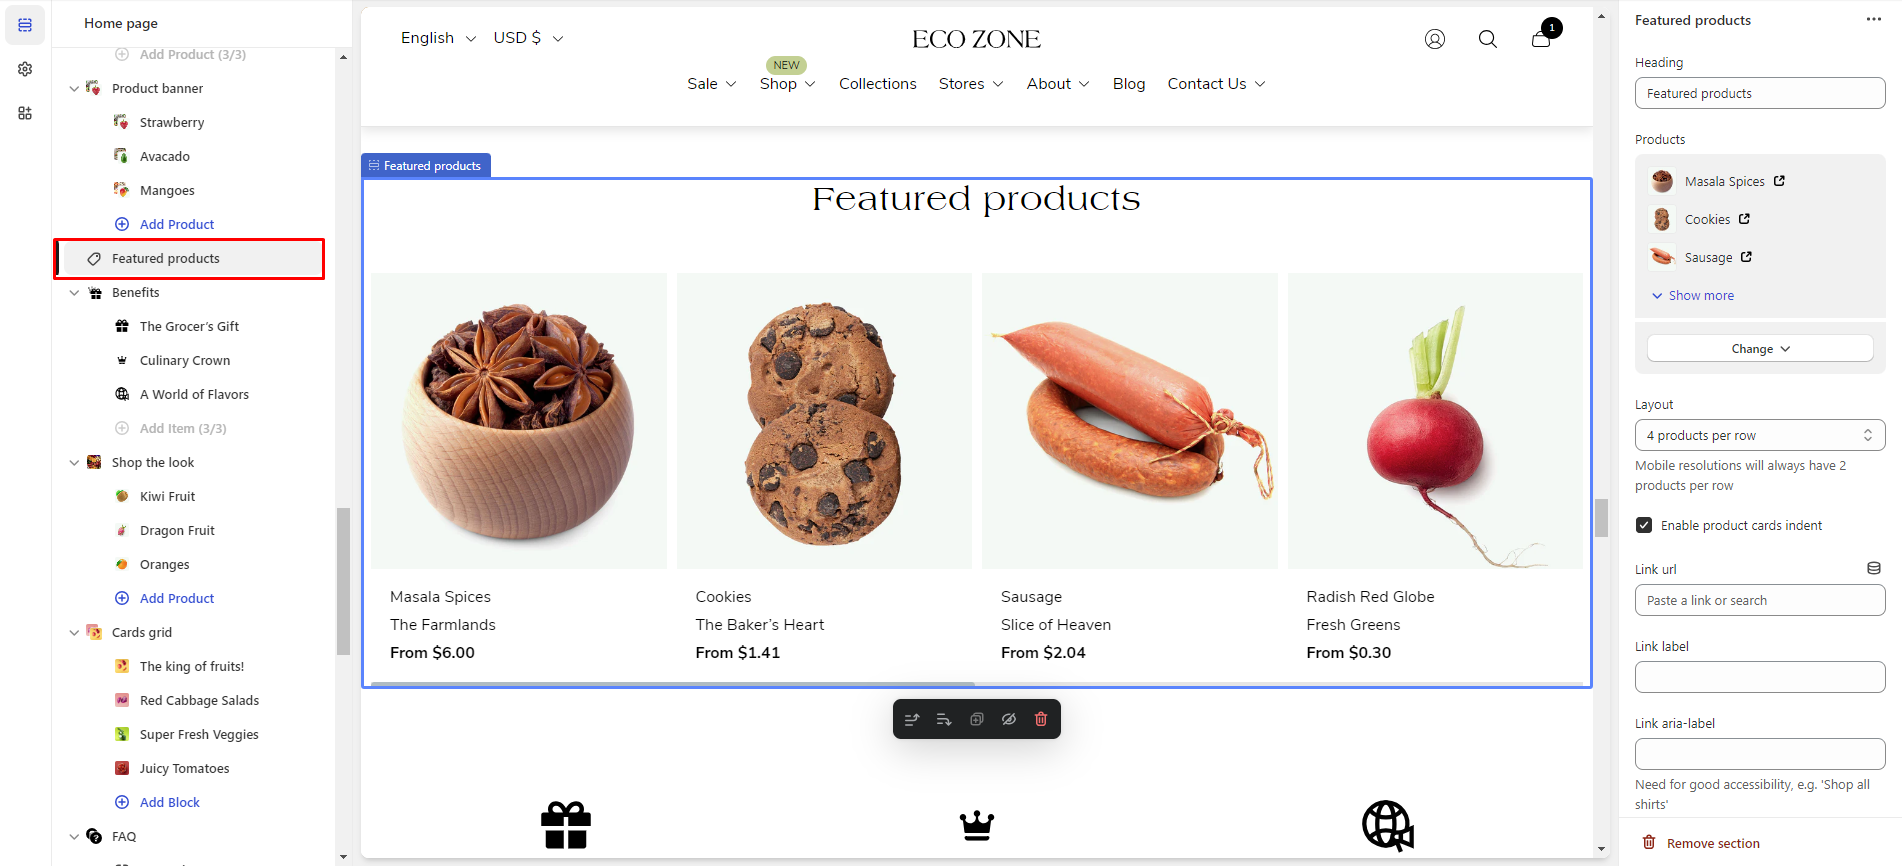 Home page
Add Product (3/3)
Product banner
Strawberry
Avacado
Mangoes
Add Product
Featured products
Benefits
The Grocer's Gift
Culinary Crown
A World of Flavors
Add Item (3/3)
Shop the look
Kiwi Fruit
Dragon Fruit
Oranges
Add Product
Cards grid
The king of fruits!
Red Cabbage Salads
Super Fresh Veggies
Juicy Tomatoes
Add Block
FAQ
English USD $
ECO ZONE
1
NEW
Sale Shop Collections Stores About Blog Contact Us
Featured products
Featured products
Masala Spices
The Farmlands
From $6.00
Cookies
The Baker's Heart
From $1.41
Sausage
Slice of Heaven
From $2.04
Radish Red Globe
Fresh Greens
From $0.30
Featured products
Heading
Featured products
Products
Masala Spices
Cookies
Sausage
Show more
Change
Layout
4 products per row
Mobile resolutions will always have 2
products per row
Enable product cards indent
Link url
Paste a link or search
Link label
Link aria-label
Need for good accessibility, e.g. 'Shop all
shirts'
Remove section